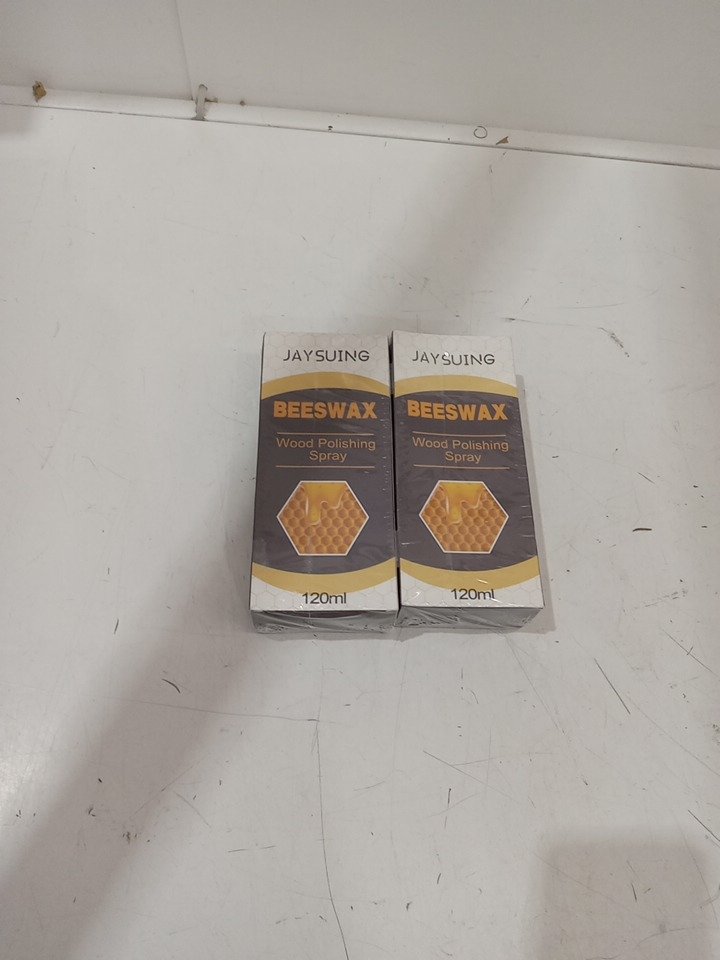 JAYSUING
BEESWAX
Wood Polishing
Spray
120ml
JAYSUING
BEESWAX
Wood Polishing
Spray
120ml